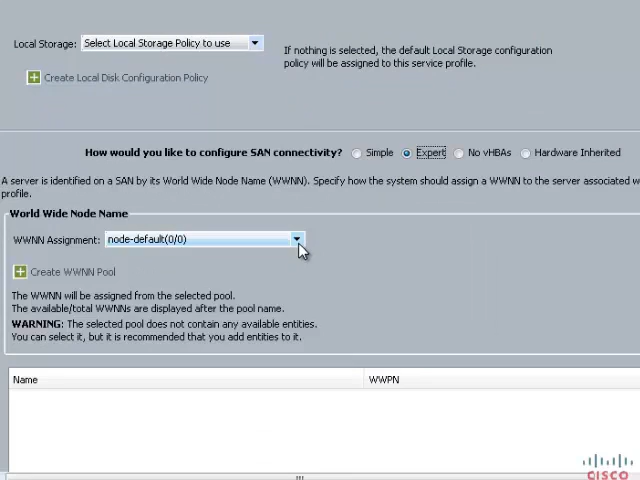 Local Storage: Select Local Storage Policy to use
If nothing is selected, the default Local Storage configuration
policy will be assigned to this service profile.
Create Local Disk Configuration Policy
How would you like to configure SAN connectivity? Simple Expert No vHBAs Hardware Inherited
A server is identified on a SAN by its World Wide Node Name (WWNN). Specify how the system should assign a WWNN to the server associated w
profile.
World Wide Node Name
WWNN Assignment: node-default(0/0)
Create WWNN Pool
The WWNN will be assigned from the selected pool.
The available/total WWNNs are displayed after the pool name.
WARNING: The selected pool does not contain any available entities.
You can select it, but it is recommended that you add entities to it.
Name WWPN
CISCO